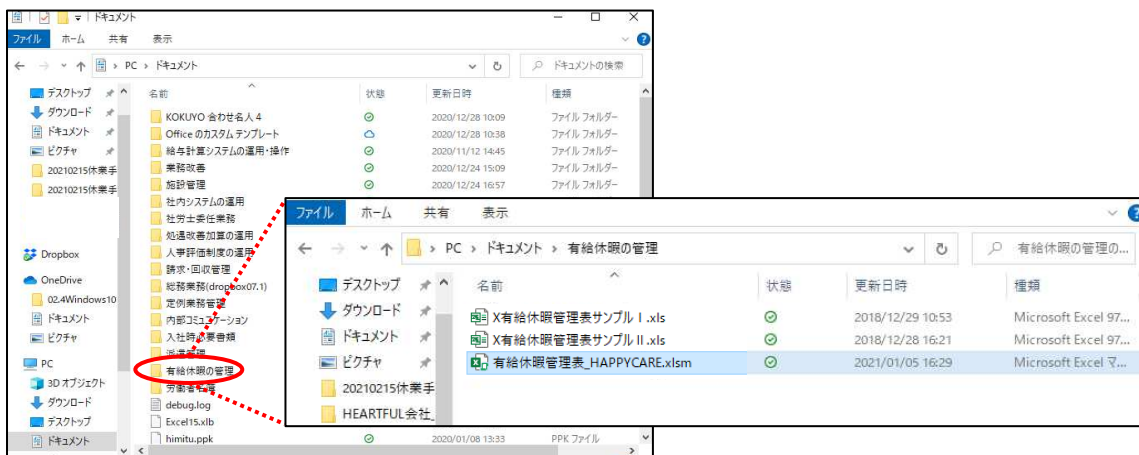 ドキュメント
ファイル ホーム 共有 表示
PC › ドキュメント
ドキュメントの検索
デスクトップ
ダウンロード
ドキュメント
ピクチャ
20210215休業手
20210215休業手
Dropbox
OneDrive
02.4Windows10
ドキュメント
ピクチャ
PC
3D オブジェクト
ダウンロード
デスクトップ
ドキュメント
名前 状態 更新日時 種類
KOKUYO 合わせ名人 4 2020/12/28 10:09 ファイル フォルダー
Office のカスタム テンプレート 2020/12/28 10:38 ファイル フォルダー
給与計算システムの運用・操作 2020/11/12 14:45 ファイル フォルダー
業務改善 2020/12/24 15:09 ファイル フォルダー
施設管理 2020/12/24 16:57 ファイル フォルダー
社内システムの運用
社労士委任業務
処遇改善加算の運用
人事評価制度の運用
請求・回収管理
総務業務(dropbox07.1)
定例業務管理
内部コミュニケーション
入社時必要書類
派遣管理
有給休暇の管理
労働者名簿
debug.log
Excel15.xlb
himitu.ppk 2020/01/08 13:33 PPK ファイル
ファイル ホーム 共有 表示
PC › ドキュメント › 有給休暇の管理
有給休暇の管理の...
デスクトップ
ダウンロード
ドキュメント
ピクチャ
20210215休業手
HEARTFUL会社_
名前 状態 更新日時 種類
X有給休暇管理表サンプルⅠ.xls 2018/12/29 10:53 Microsoft Excel 97...
X有給休暇管理表サンプルⅡ.xls 2018/12/28 16:21 Microsoft Excel 97...
有給休暇管理表_HAPPYCARE.xlsm 2021/01/05 16:29 Microsoft Excel マ...